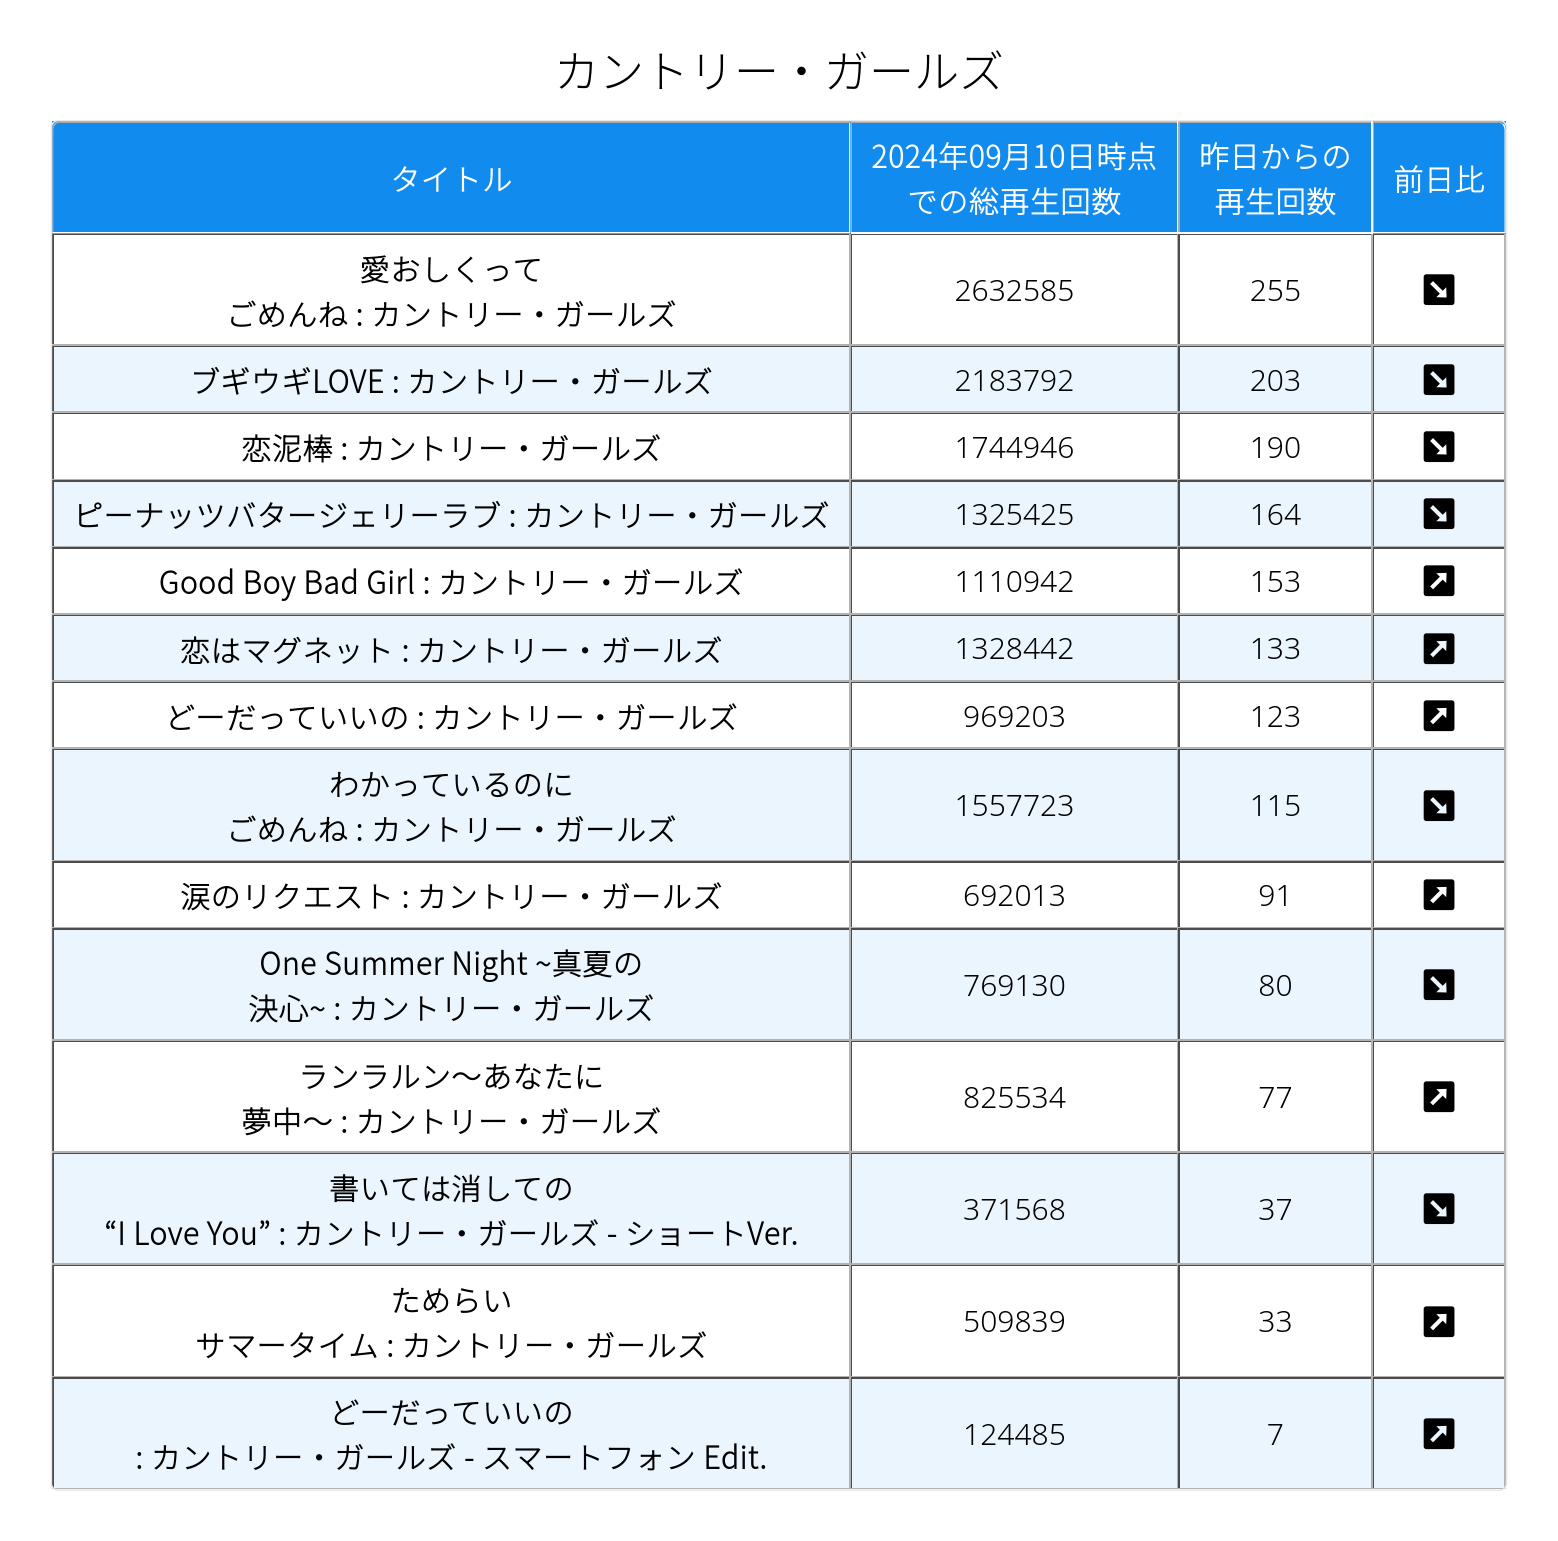 カントリー・ガールズ
タイトル
2024年09月10日時点
での総再生回数
昨日からの
再生回数
前日比
愛おしくって
ごめんね : カントリー・ガールズ
2632585
255
ブギウギLOVE : カントリー・ガールズ
2183792
203
恋泥棒 : カントリー・ガールズ
1744946
190
ピーナッツバタージェリーラブ : カントリー・ガールズ
1325425
164
Good Boy Bad Girl : カントリー・ガールズ
1110942
153
恋はマグネット : カントリー・ガールズ
1328442
133
どーだっていいの : カントリー・ガールズ
969203
123
わかっているのに
ごめんね : カントリー・ガールズ
1557723
115
涙のリクエスト : カントリー・ガールズ
692013
91
One Summer Night ~真夏の
決心~ : カントリー・ガールズ
769130
80
ランラルン〜あなたに
夢中〜 : カントリー・ガールズ
825534
77
書いては消しての
“I Love You” : カントリー・ガールズ - ショートVer.
371568
37
ためらい
サマータイム : カントリー・ガールズ
509839
33
どーだっていいの
: カントリー・ガールズ - スマートフォン Edit.
124485
7